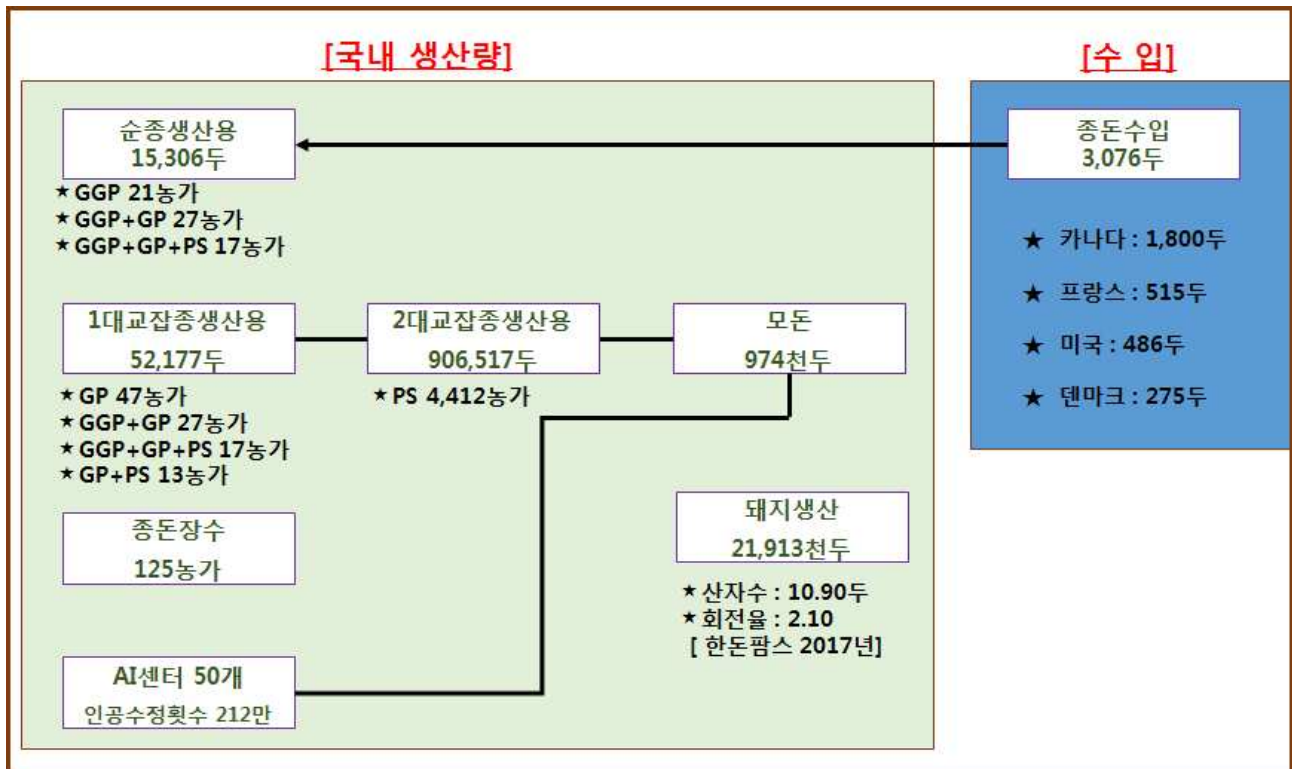 [국내 생산량]
[수 입]
순종생산용
15,306두
★GGP 21농가
★GGP+GP 27농가
★GGP+GP+PS 17농가
종돈수입
3,076두
★ 카나다 : 1,800두
★ 프랑스 : 515두
★ 미국 : 486두
★ 덴마크 : 275두
1대교잡종생산용
52,177두
★GP 47농가
★GGP+GP 27농가
★GGP+GP+PS 17농가
★GP+PS 13농가
2대교잡종생산용
906,517두
★PS 4,412농가
모돈
974천두
종돈장수
125농가
돼지생산
21,913천두
★산자수 : 10.90두
★회전율 : 2.10
[ 한돈팜스 2017년]
AI센터 50개
인공수정횟수 212만